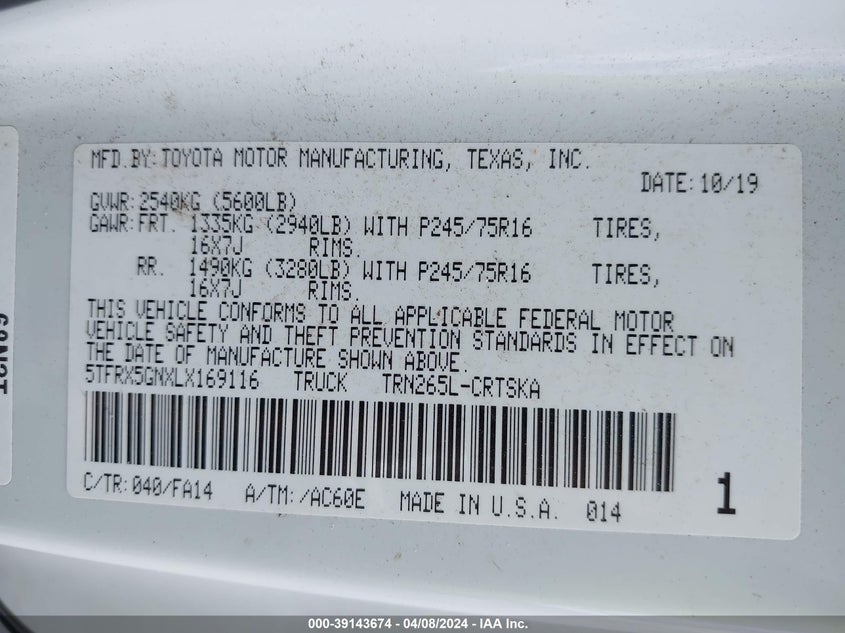 MFD.BY:TOYOTA MOTOR MANUFACTURING, TEXAS, INC.
DATE:10/19
GVWR:2540KG (5600LB)
GAWR:FRT. 1335KG (2940LB) WITH P245/75R16 TIRES,
16X7J RIMS.
RR. 1490KG (3280LB) WITH P245/75R16 TIRES,
16X7J RIMS.
THIS VEHICLE CONFORMS TO ALL APPLICABLE FEDERAL MOTOR
VEHICLE SAFETY AND THEFT PREVENTION STANDARDS IN EFFECT ON
THE DATE OF MANUFACTURE SHOWN ABOVE.
5TFRX5GNXLX169116 TRUCK TRN265L-CRTSKA
C/TR:040/FA14 A/TM:/AC60E MADE IN U.S.A. 014
1
000-39143674 - 04/08/2024 - IAA Inc.